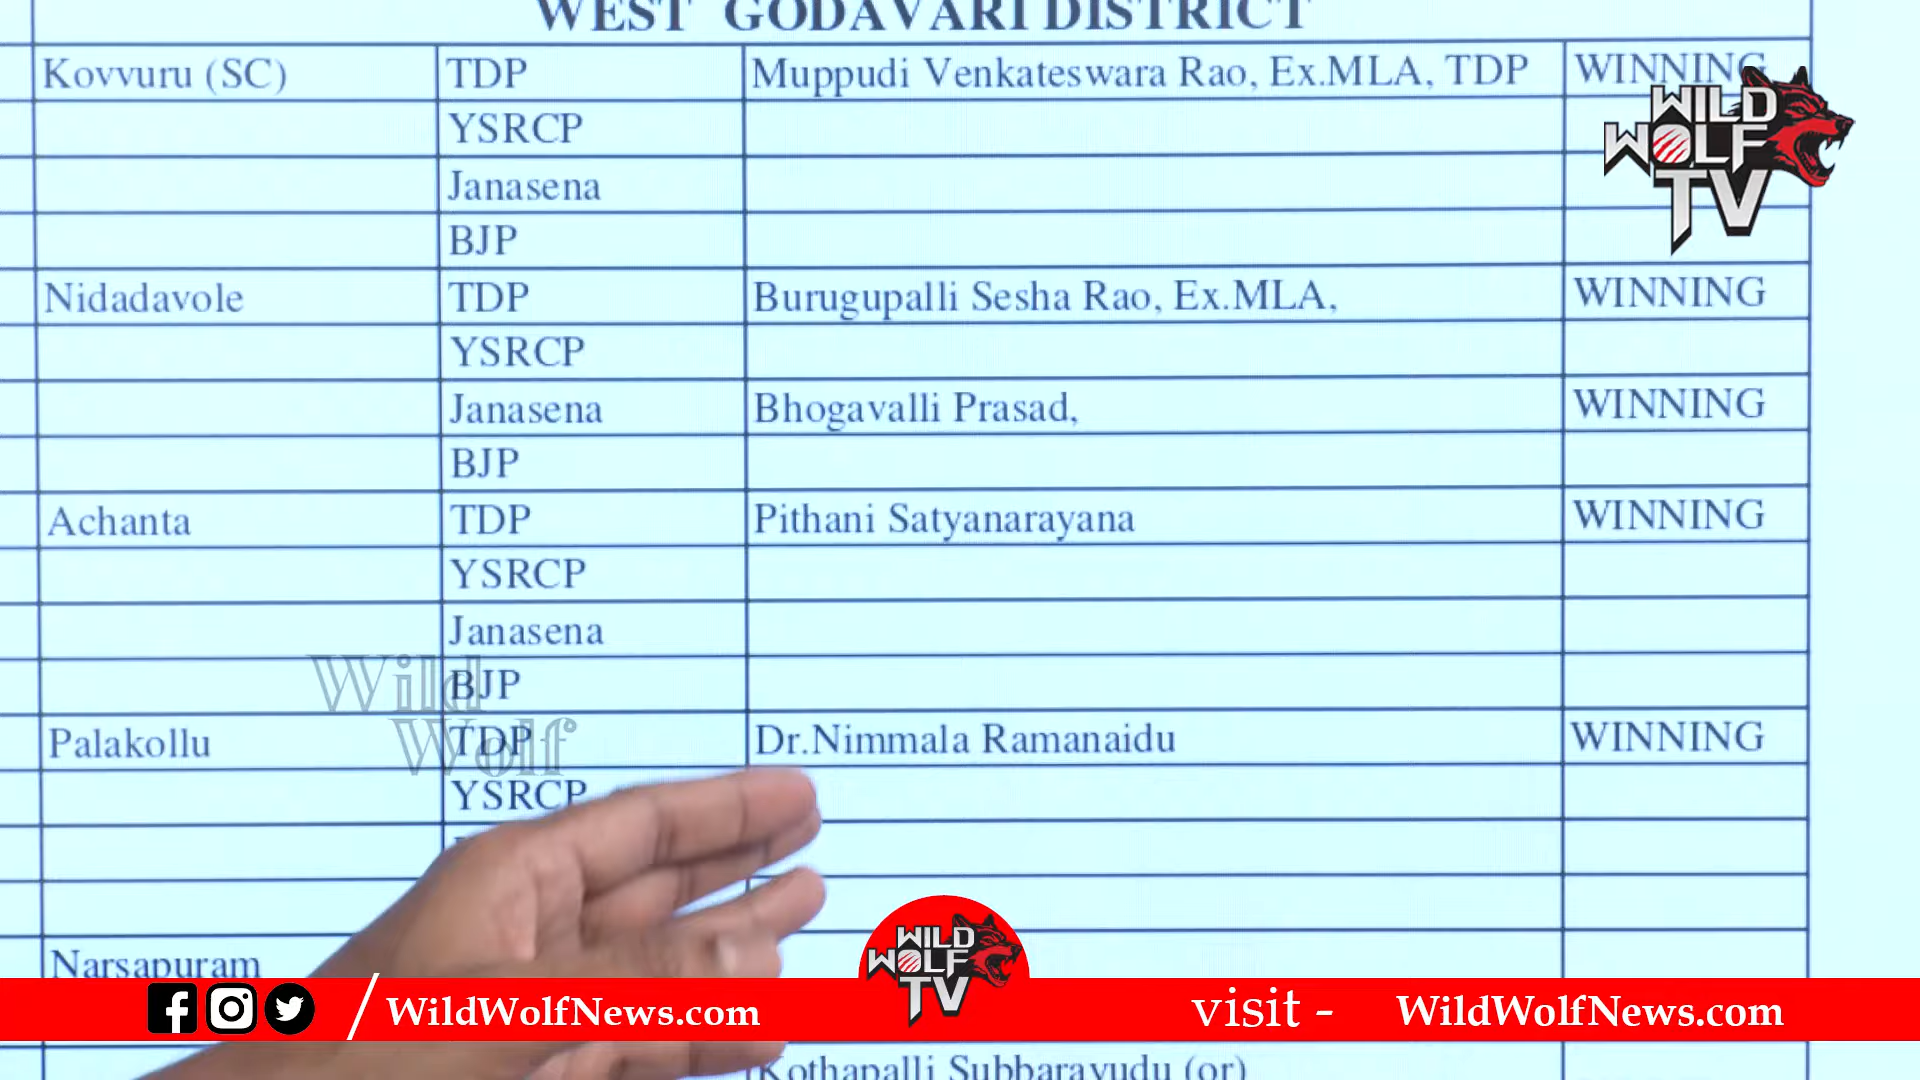 WEST GODAVARI DISTRICT
Kovvuru (SC) TDP Muppudi Venkateswara Rao, Ex.MLA, TDP WINNING
YSRCP
Janasena
BJP
WILD
WOLF
TV
Nidadavole TDP Burugupalli Sesha Rao, Ex.MLA, WINNING
YSRCP
Janasena Bhogavalli Prasad, WINNING
BJP
Achanta TDP Pithani Satyanarayana WINNING
YSRCP
Janasena
BJP
Wild
Wolf
Palakollu TDP Dr.Nimmala Ramanaidu WINNING
YSRCP
Narsapuram
WILD
WOLF
TV
WildWolfNews.com
visit - WildWolfNews.com
Kothapalli Subbarayudu (or)